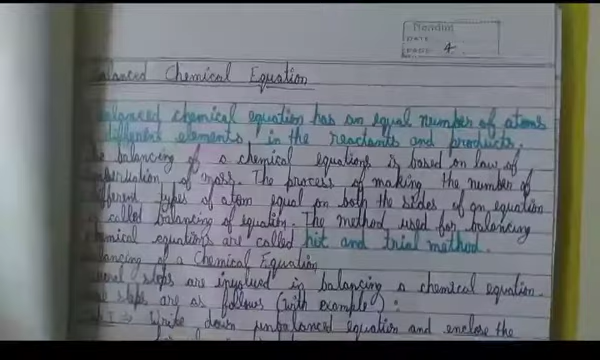 Nandini
DATE
PAGE 4
Balanced Chemical Equation
Balanced chemical equation has an equal number of atoms
different elements in the reactants and products.
The balancing of a chemical equations is based on law of
conservation of mass. The process of making the number of
different types of atom equal on both the sides of an equation
is called balancing of equation. The method used for balancing
chemical equations are called hit and trial method.
Balancing of a Chemical Equation
Several steps are involved in balancing a chemical equation.
The steps are as follows (with example) :
I ⇒ Write down unbalanced equation and enclose the